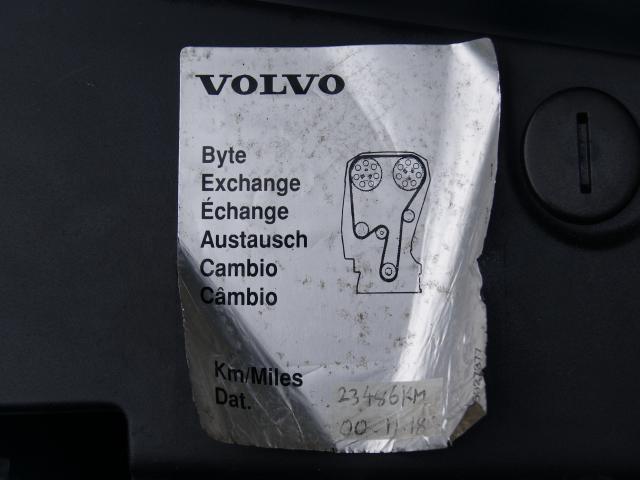 VOLVO
Byte
Exchange
Échange
Austausch
Cambio
Câmbio
Km/Miles 23486KM
Dat. 00.11.18